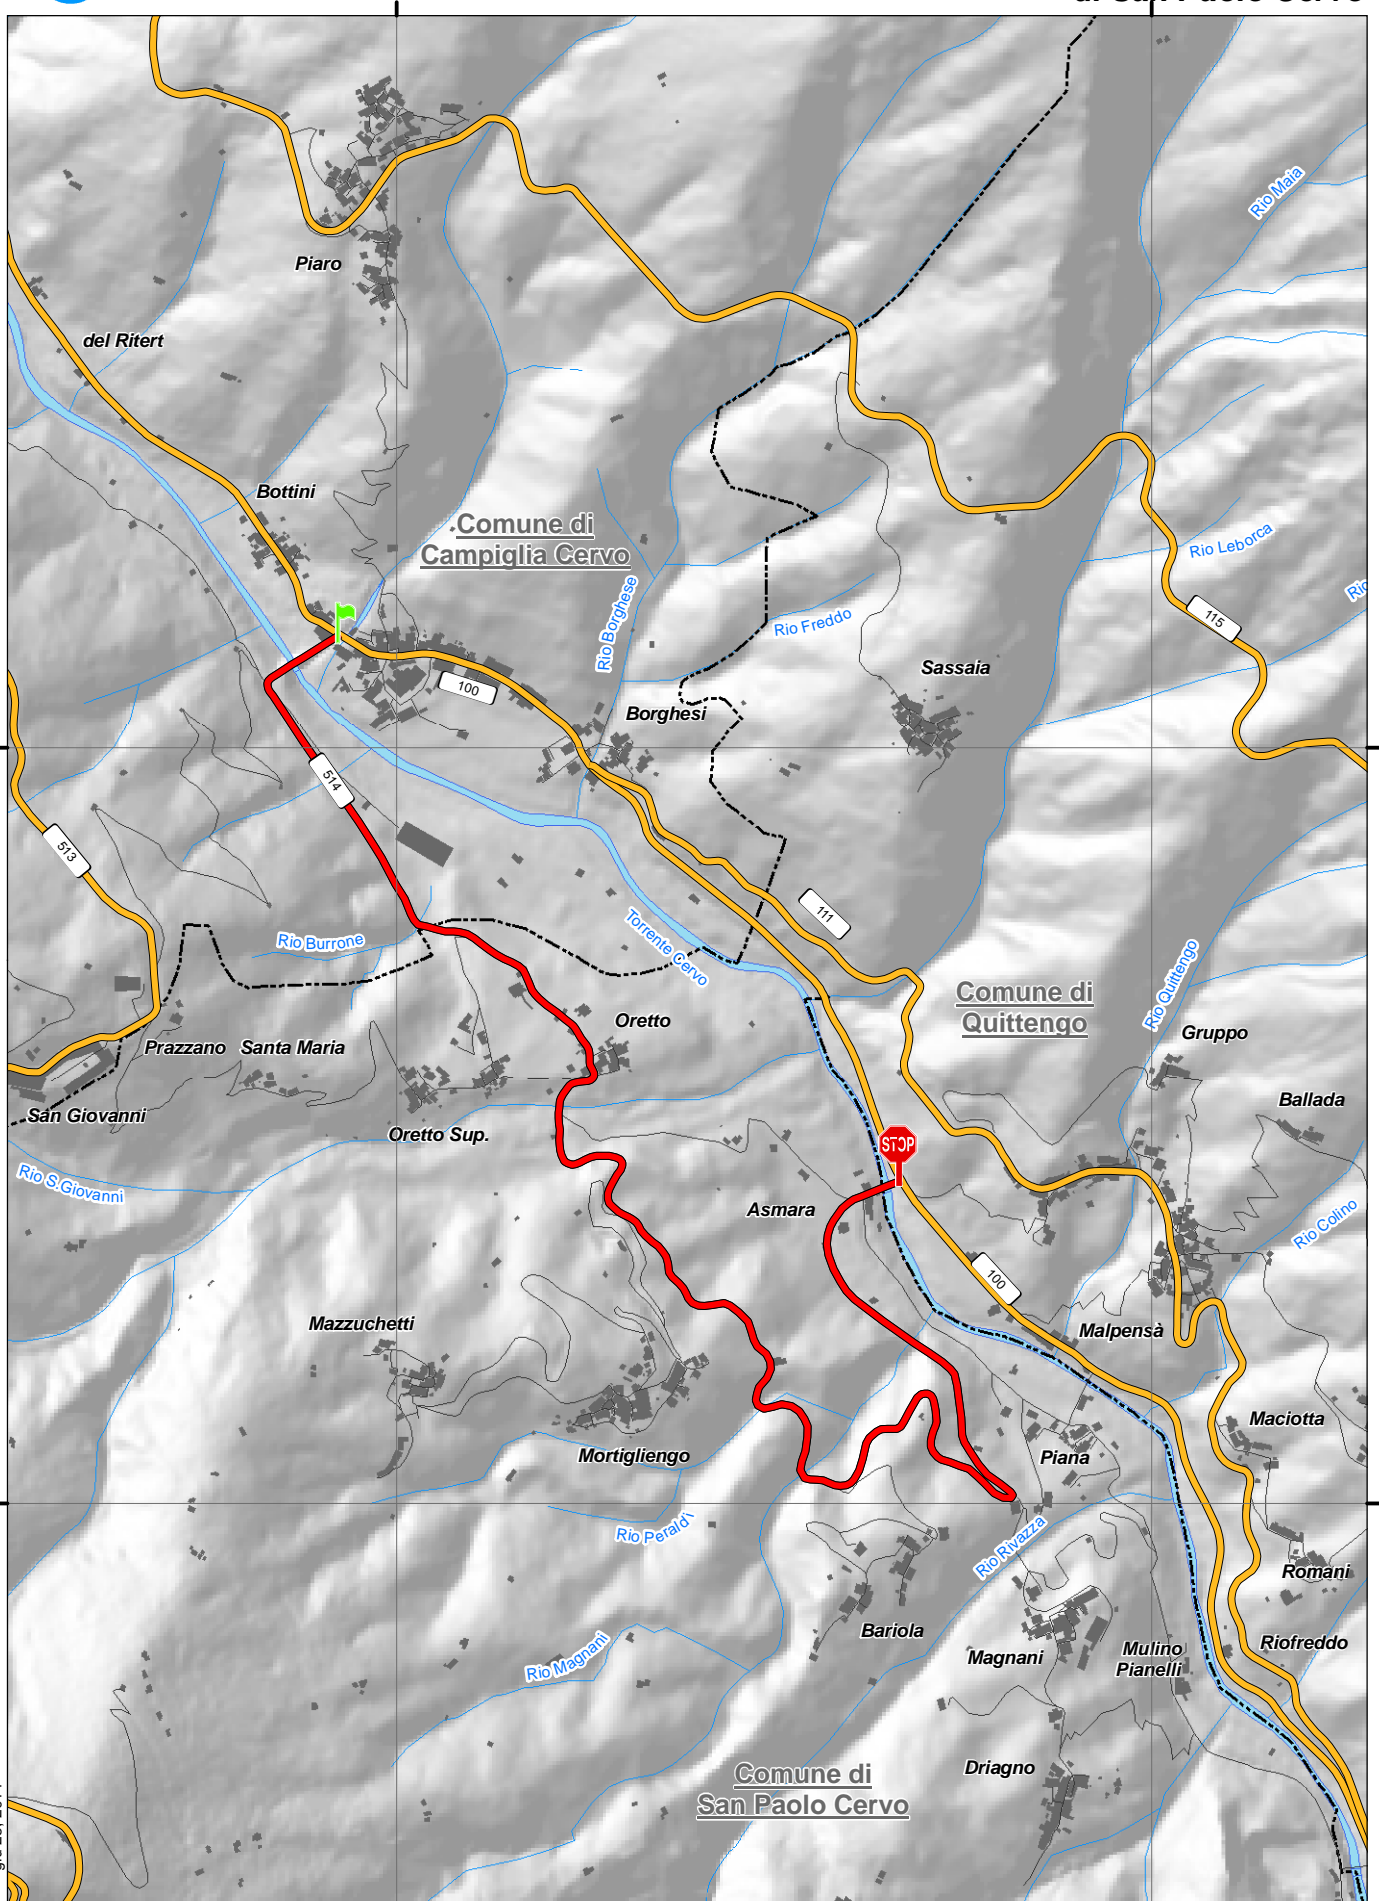 Rio Maia
Piaro
del Ritert
Bottini
Comune di
Campiglia Cervo
Rio Leborca
Rio
115
Rio Borghese
Rio Freddo
Sassaia
100
Borghesi
514
513
111
Torrente Cervo
Rio Burrone
Comune di
Quittengo
Rio Quittengo
Oretto
Gruppo
Prazzano
Santa Maria
San Giovanni
Ballada
Oretto Sup.
STOP
Rio S.Giovanni
Asmara
Rio Colino
100
Mazzuchetti
Malpensà
Maciotta
Mortigliengo
Piana
Rio Peraldi
Rio Rivazza
Romani
Bariola
Magnani
Mulino
Pianelli
Riofreddo
Rio Magnani
Driagno
Comune di
San Paolo Cervo